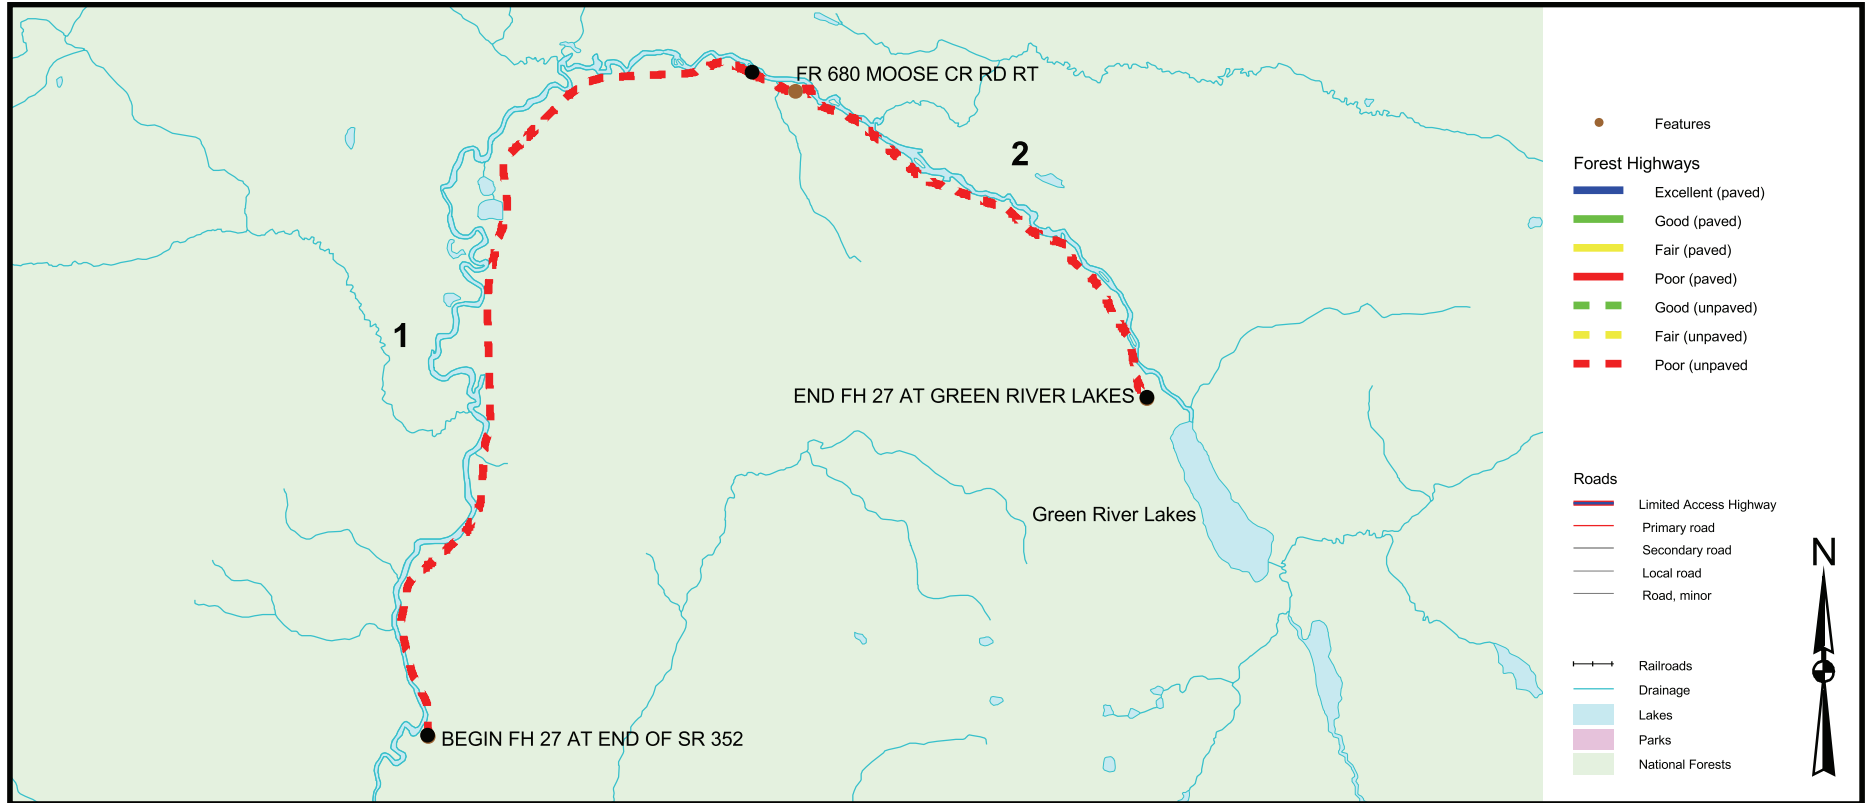 FR 680 MOOSE CR RD RT
2
1
END FH 27 AT GREEN RIVER LAKES
Green River Lakes
BEGIN FH 27 AT END OF SR 352
Features
Forest Highways
Excellent (paved)
Good (paved)
Fair (paved)
Poor (paved)
Good (unpaved)
Fair (unpaved)
Poor (unpaved
Roads
Limited Access Highway
Primary road
Secondary road
Local road
Road, minor
Railroads
Drainage
Lakes
Parks
National Forests
N